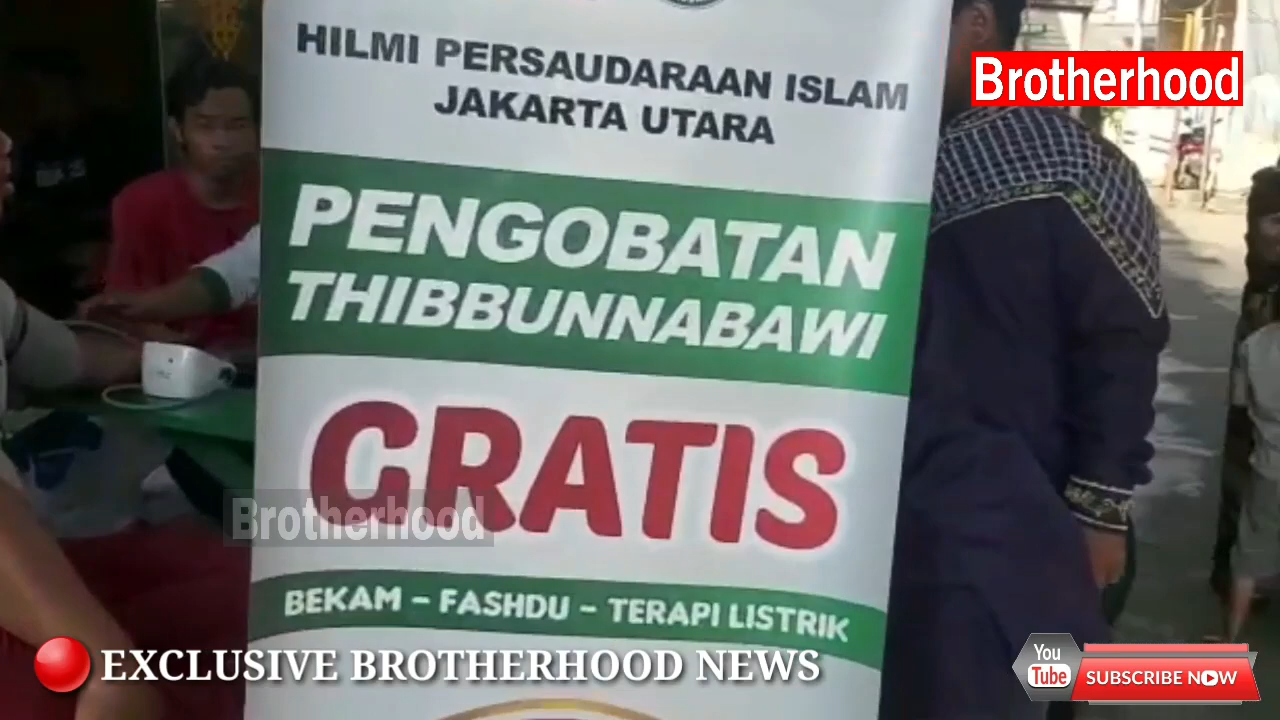 HILMI PERSAUDARAAN ISLAM
JAKARTA UTARA
Brotherhood
PENGOBATAN
THIBBUNNABAWI
GRATIS
Brotherhood
BEKAM - FASHDU - TERAPI LISTRIK
EXCLUSIVE BROTHERHOOD NEWS
You
Tube
SUBSCRIBE NOW